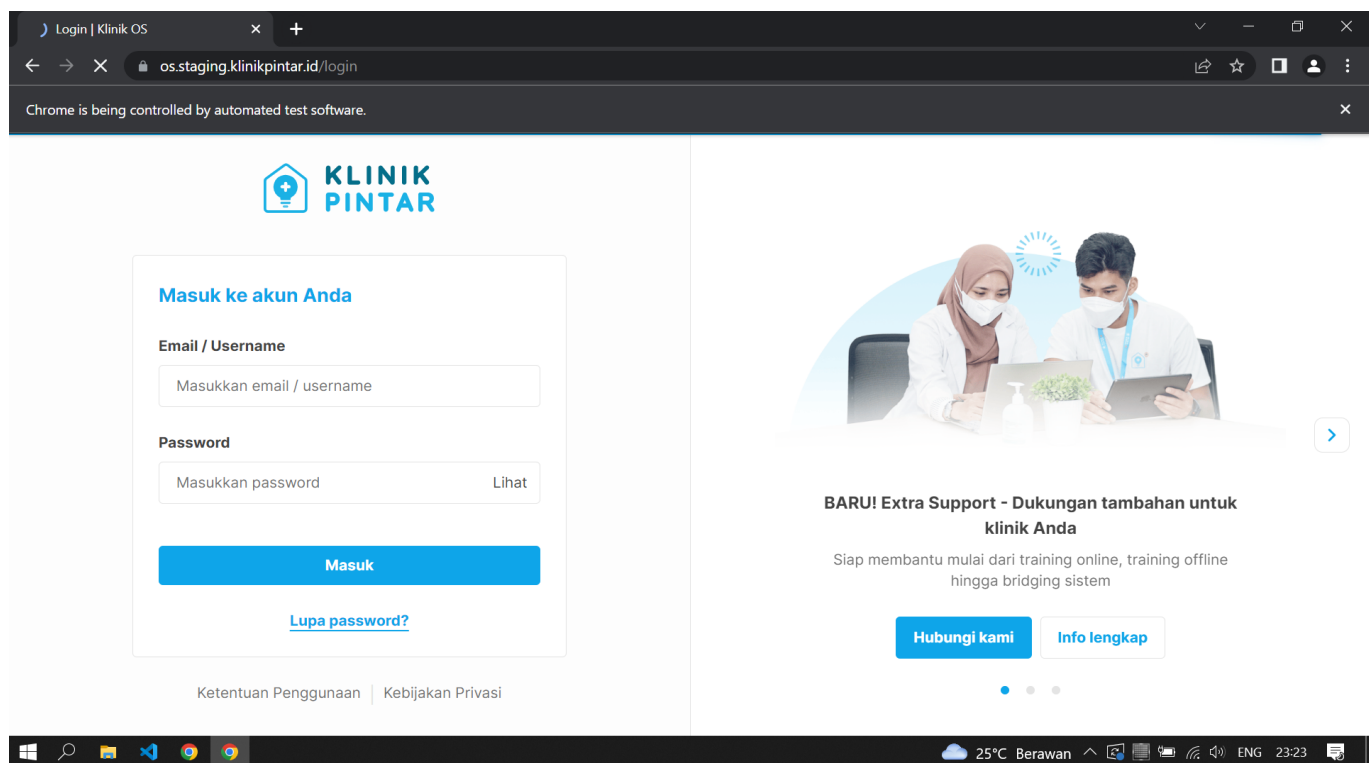 Login | Klinik OS
os.staging.klinikpintar.id/login
Chrome is being controlled by automated test software.
KLINIK
PINTAR
Masuk ke akun Anda
Email / Username
Masukkan email / username
Password
Masukkan password
Lihat
Masuk
Lupa password?
Ketentuan Penggunaan
Kebijakan Privasi
BARU! Extra Support - Dukungan tambahan untuk
klinik Anda
Siap membantu mulai dari training online, training offline
hingga bridging sistem
Hubungi kami
Info lengkap
25°C Berawan
ENG
23:23